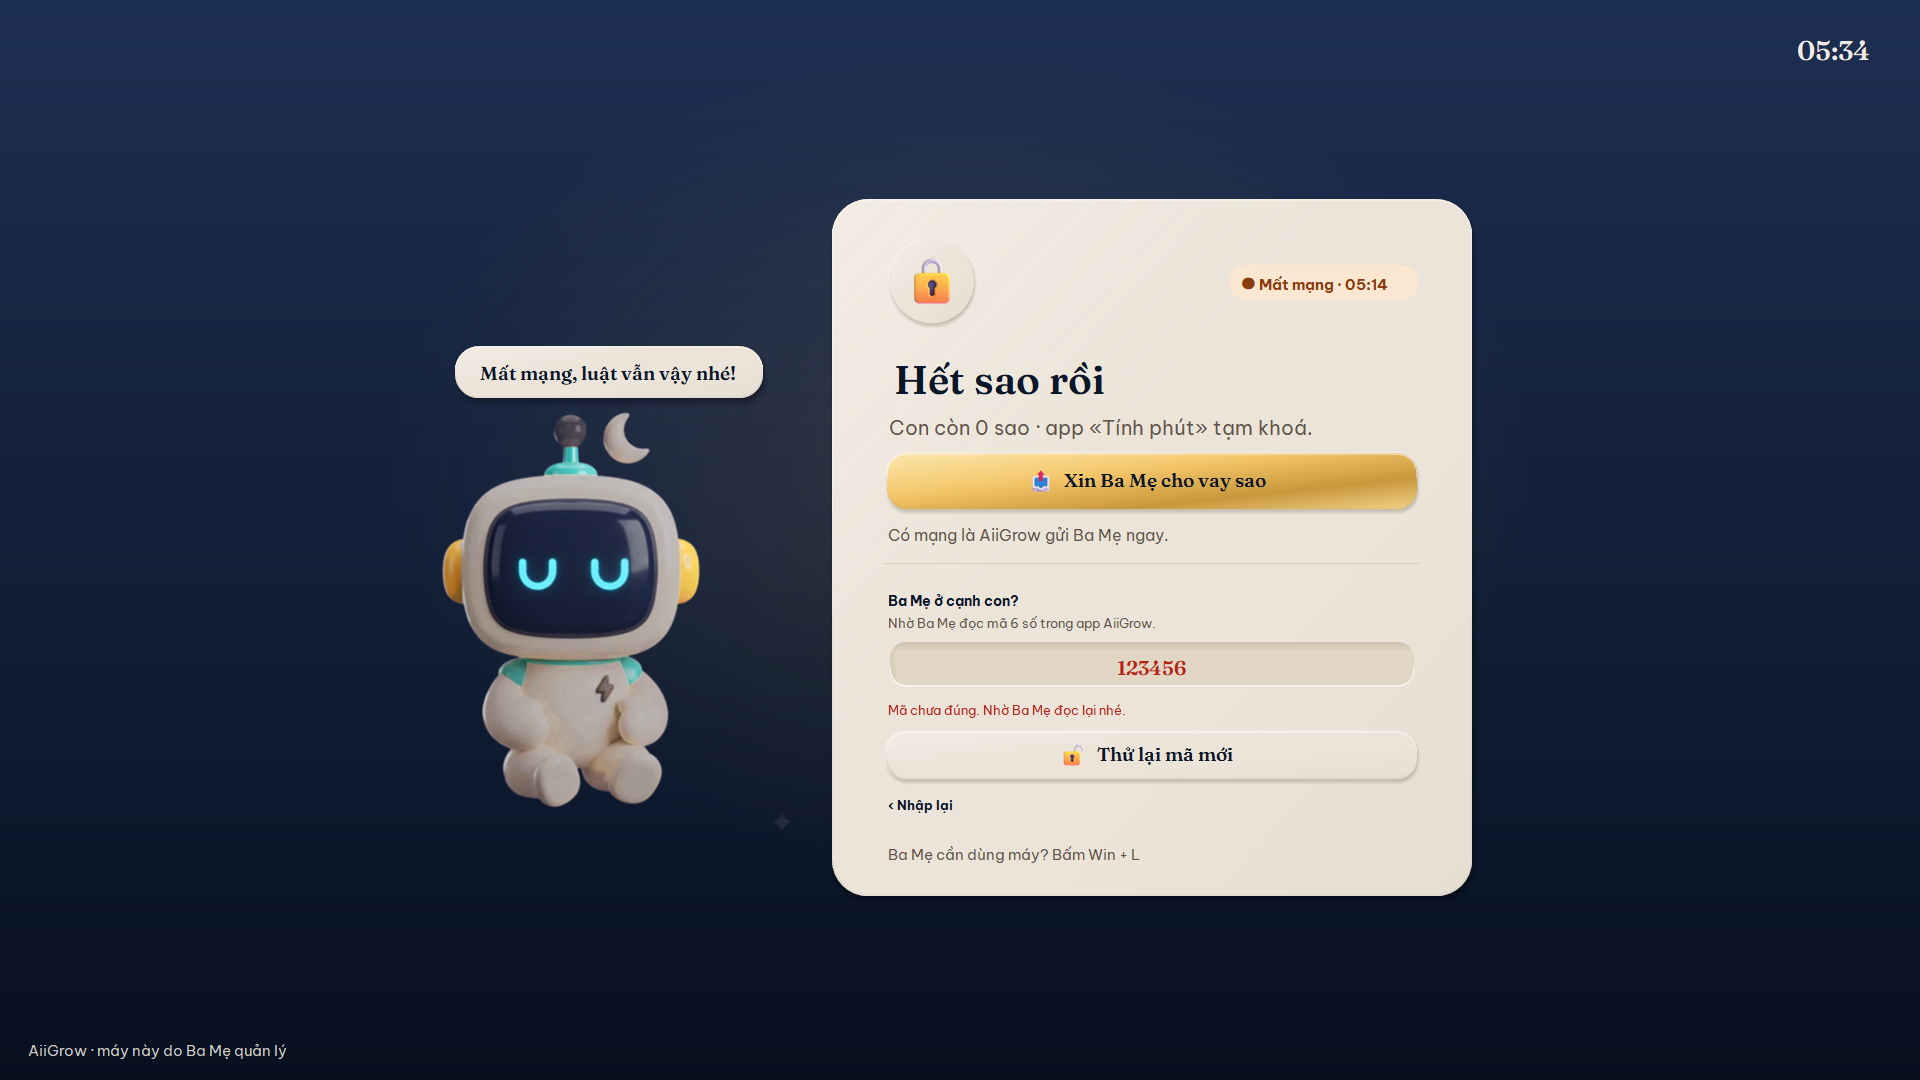 05:34
Mất mạng · 05:14
Hết sao rồi
Con còn 0 sao · app «Tính phút» tạm khoá.
Xin Ba Mẹ cho vay sao
Có mạng là AiiGrow gửi Ba Mẹ ngay.
Mất mạng, luật vẫn vậy nhé!
Ba Mẹ ở cạnh con?
Nhờ Ba Mẹ đọc mã 6 số trong app AiiGrow.
123456
Mã chưa đúng. Nhờ Ba Mẹ đọc lại nhé.
Thử lại mã mới
‹ Nhập lại
Ba Mẹ cần dùng máy? Bấm Win + L
AiiGrow · máy này do Ba Mẹ quản lý